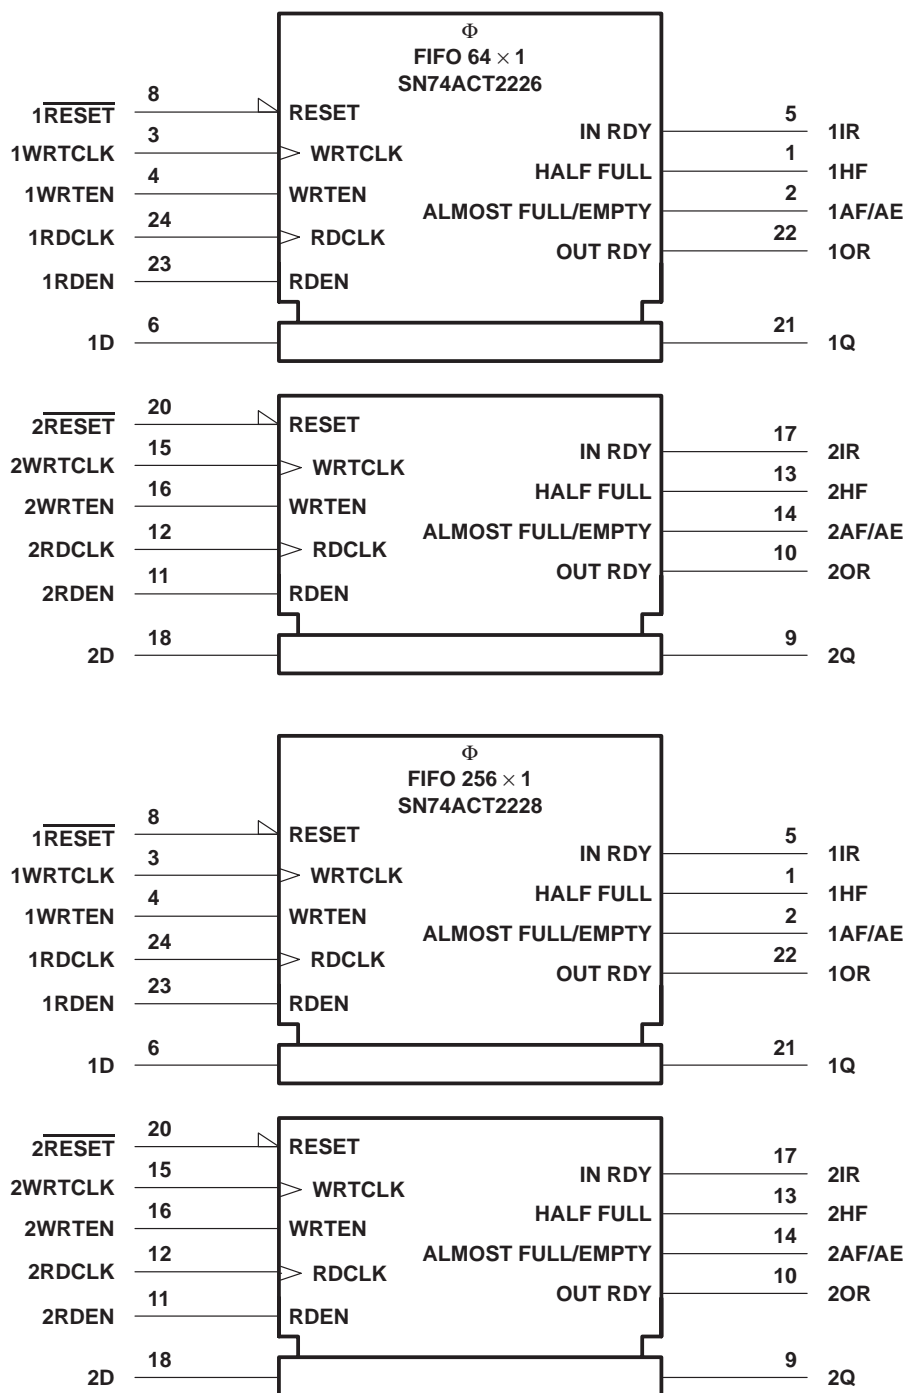 Φ
FIFO 64 × 1
SN74ACT2226
1RESET 8 RESET
IN RDY 5 1IR
1WRTCLK 3 WRTCLK
HALF FULL 1 1HF
1WRTEN 4 WRTEN
ALMOST FULL/EMPTY 2 1AF/AE
1RDCLK 24 RDCLK
OUT RDY 22 1OR
1RDEN 23 RDEN
1D 6 21 1Q
2RESET 20 RESET
IN RDY 17 2IR
2WRTCLK 15 WRTCLK
HALF FULL 13 2HF
2WRTEN 16 WRTEN
ALMOST FULL/EMPTY 14 2AF/AE
2RDCLK 12 RDCLK
OUT RDY 10 2OR
2RDEN 11 RDEN
2D 18 9 2Q
Φ
FIFO 256 × 1
SN74ACT2228
1RESET 8 RESET
IN RDY 5 1IR
1WRTCLK 3 WRTCLK
HALF FULL 1 1HF
1WRTEN 4 WRTEN
ALMOST FULL/EMPTY 2 1AF/AE
1RDCLK 24 RDCLK
OUT RDY 22 1OR
1RDEN 23 RDEN
1D 6 21 1Q
2RESET 20 RESET
IN RDY 17 2IR
2WRTCLK 15 WRTCLK
HALF FULL 13 2HF
2WRTEN 16 WRTEN
ALMOST FULL/EMPTY 14 2AF/AE
2RDCLK 12 RDCLK
OUT RDY 10 2OR
2RDEN 11 RDEN
2D 18 9 2Q